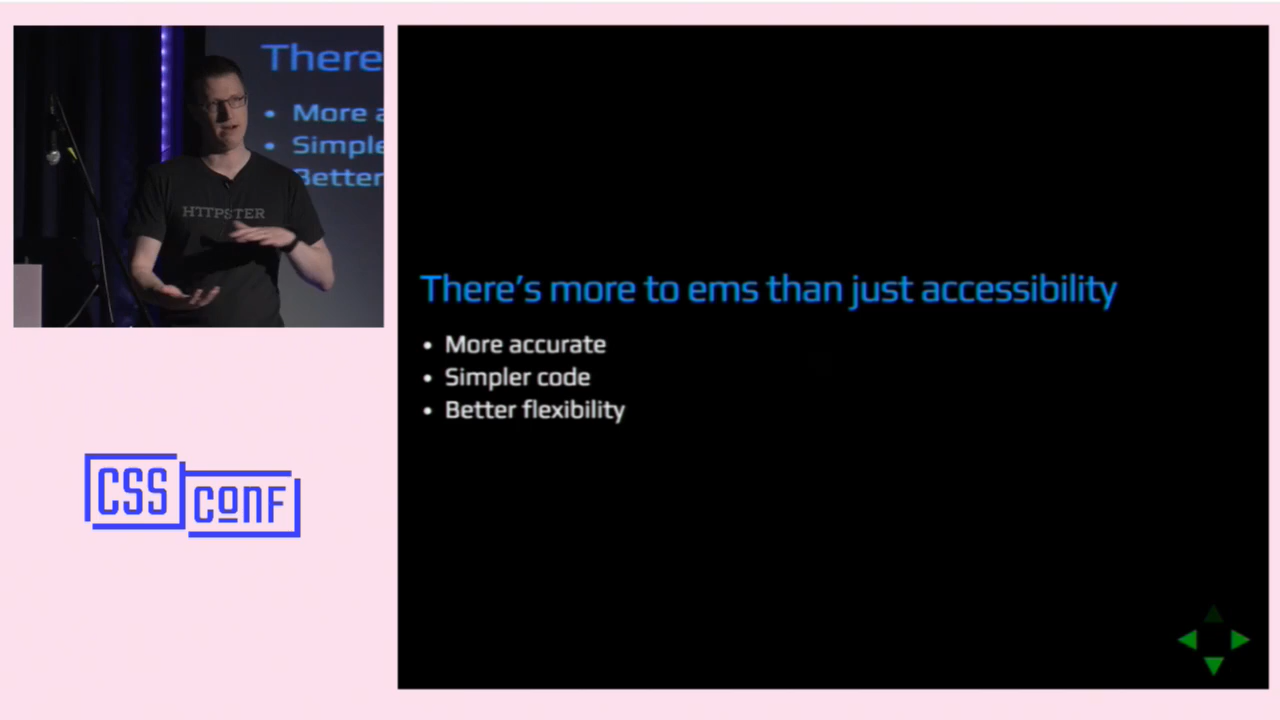 There
• More a
• Simple
Better
HTTPSTER
There's more to ems than just accessibility
• More accurate
• Simpler code
• Better flexibility
CSS
CONF